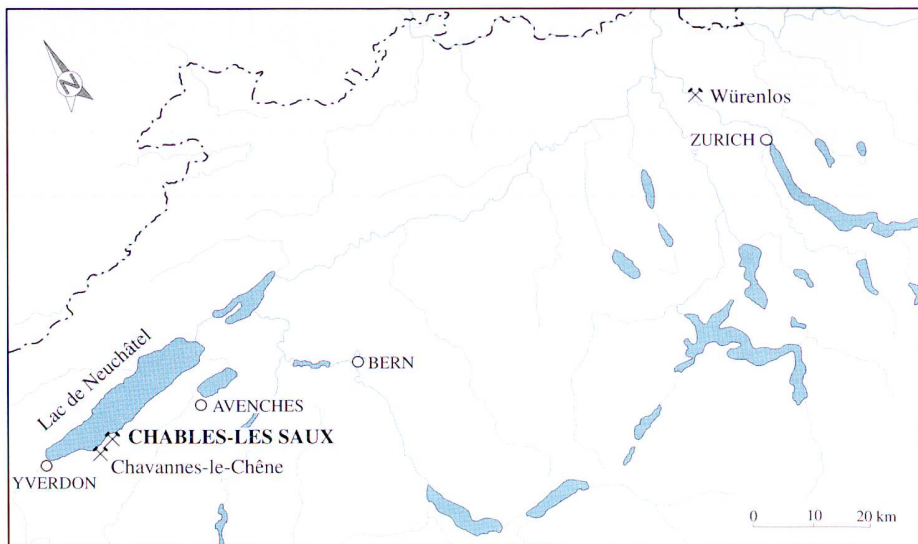 N
Würenlos
ZURICH
Lac de Neuchâtel
BERN
AVENCHES
CHABLES-LES SAUX
Chavannes-le-Chêne
YVERDON
0 10 20 km